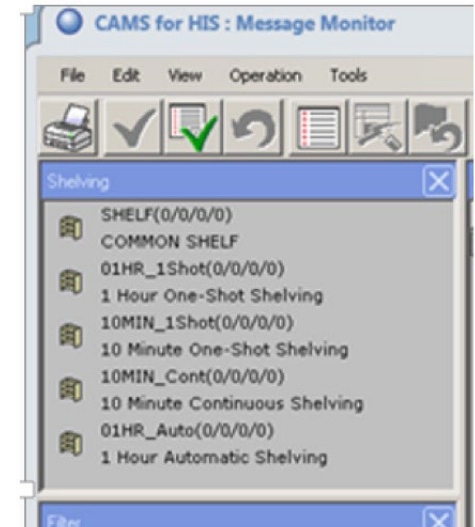 CAMS for HIS : Message Monitor
File Edit View Operation Tools
Shelving
SHELF(0/0/0/0)
COMMON SHELF
01HR_1Shot(0/0/0/0)
1 Hour One-Shot Shelving
10MIN_1Shot(0/0/0/0)
10 Minute One-Shot Shelving
10MIN_Cont(0/0/0/0)
10 Minute Continuous Shelving
01HR_Auto(0/0/0/0)
1 Hour Automatic Shelving
Filter